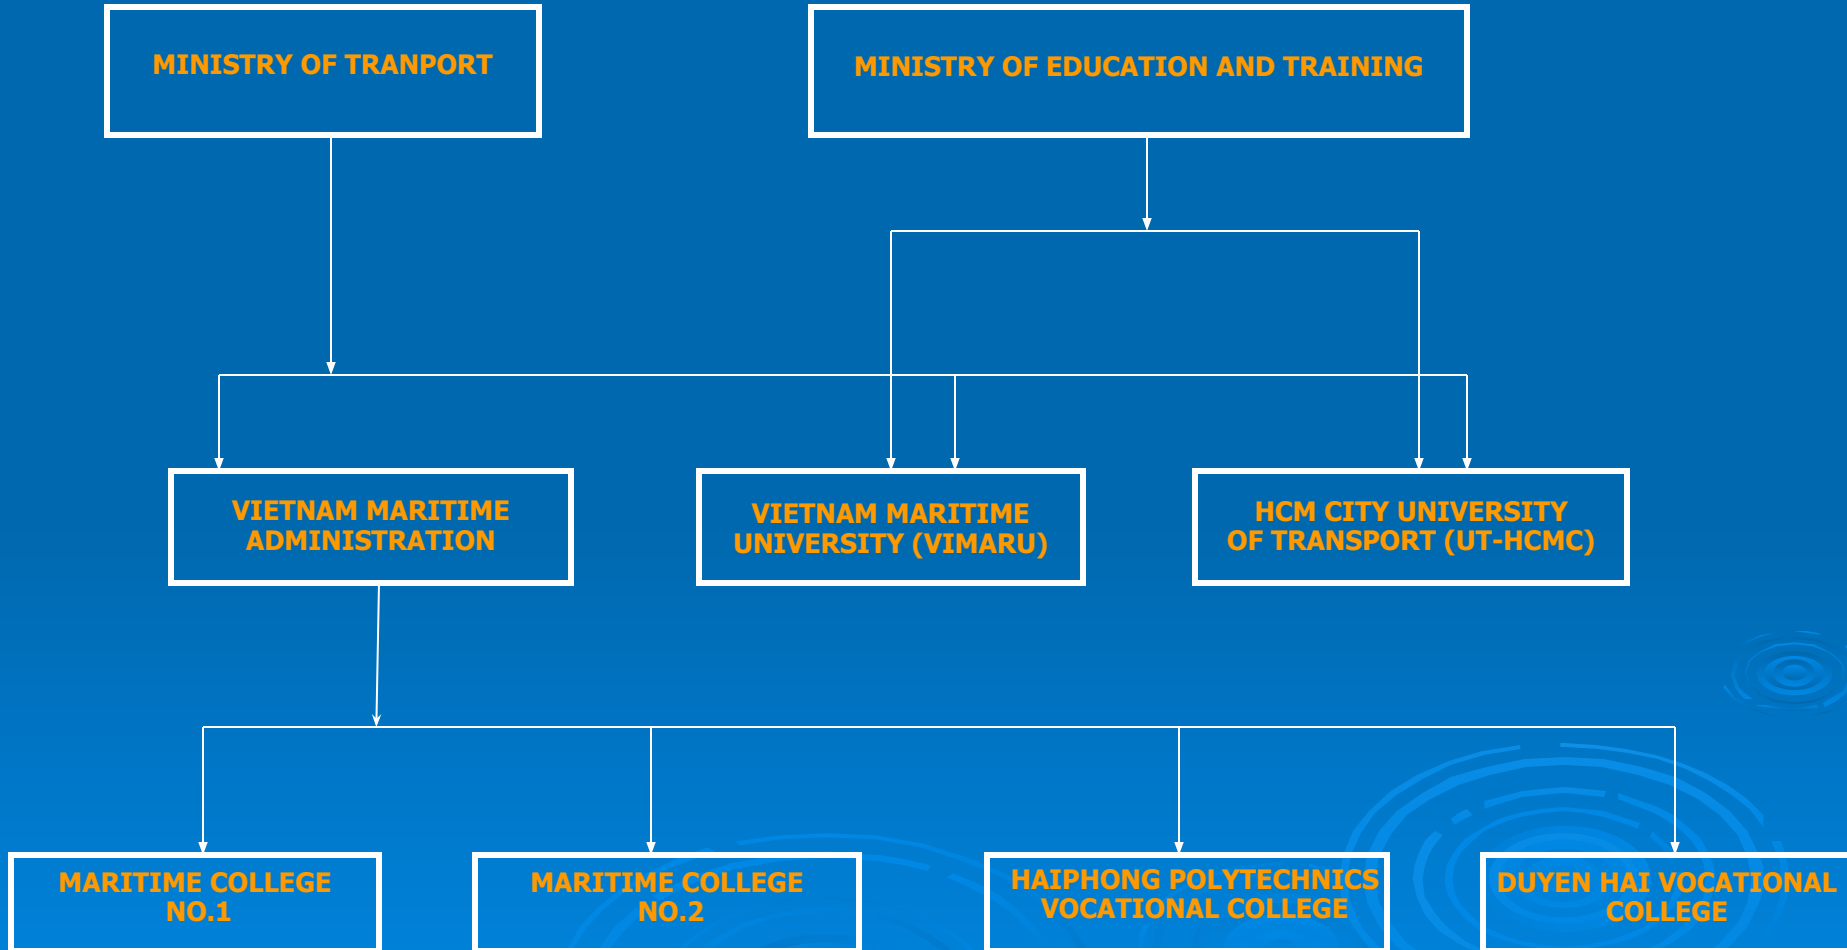 MINISTRY OF TRANPORT
MINISTRY OF EDUCATION AND TRAINING
VIETNAM MARITIME
ADMINISTRATION
VIETNAM MARITIME
UNIVERSITY (VIMARU)
HCM CITY UNIVERSITY
OF TRANSPORT (UT-HCMC)
MARITIME COLLEGE
NO.1
MARITIME COLLEGE
NO.2
HAIPHONG POLYTECHNICS
VOCATIONAL COLLEGE
DUYEN HAI VOCATIONAL
COLLEGE